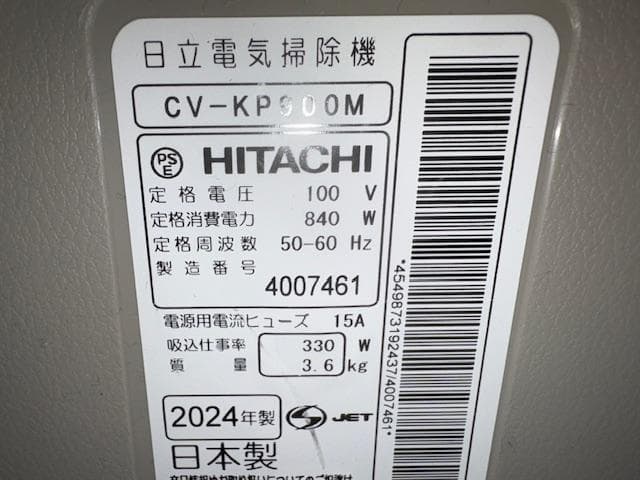 日立電気掃除機
CV-KP900M
PSE HITACHI
定格電圧 100 V
定格消費電力 840 W
定格周波数 50-60 Hz
製造番号
4007461
電源用電流ヒューズ 15A
吸込仕事率 330 W
質量 3.6 kg
2024年製 S JET
日本製
*4549873192437/4007461*